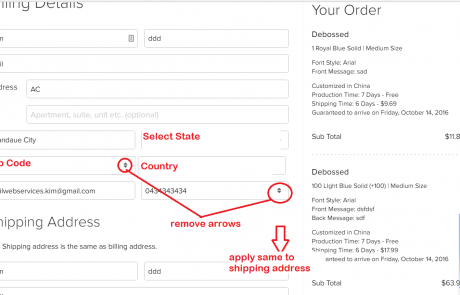 lling Details
Your Order
m
ddd
Debossed
1 Royal Blue Solid | Medium Size
ail
Font Style: Arial
Front Message: sad
dress
AC
Customized in China
Production Time: 7 Days - Free
Shipping Time: 6 Days - $9.69
Guaranteed to arrive on Friday, October 14, 2016
Apartment, suite, unit etc. (optional)
ndaue City
Select State
Sub Total
$11.8
p Code
Country
Debossed
100 Light Blue Solid (+100) | Medium Size
ilwebservices.kim@gmail.com
0434343434
Font Style: Arial
Front Message: dsfdsf
Back Message: sdf
remove arrows
hipping Address
Customized in China
Production Time: 7 Days - Free
Shipping Time: 6 Days - $17.99
anteed to arrive on Friday, October 14, 2016
Shipping address is the same as billing address.
apply same to
shipping address
m
ddd
Sub Total
$63.9